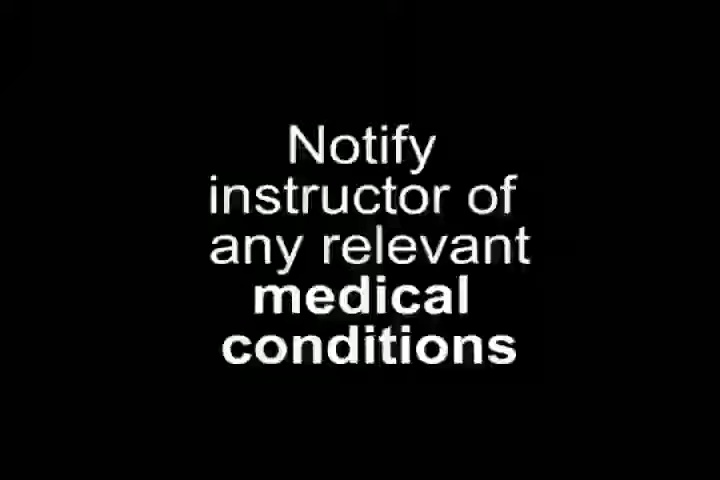 Notify
instructor of
any relevant
medical
conditions